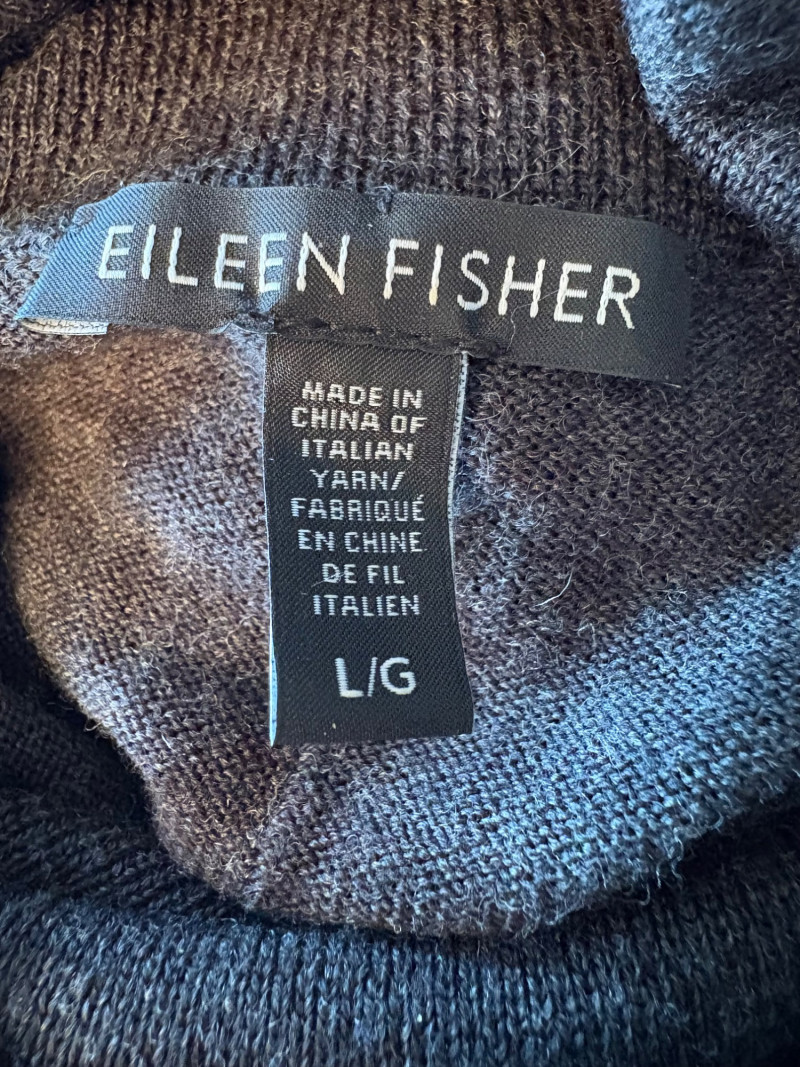 EILEEN FISHER
MADE IN
CHINA OF
ITALIAN
YARN/
FABRIQUÉ
EN CHINE
DE FIL
ITALIEN
L/G